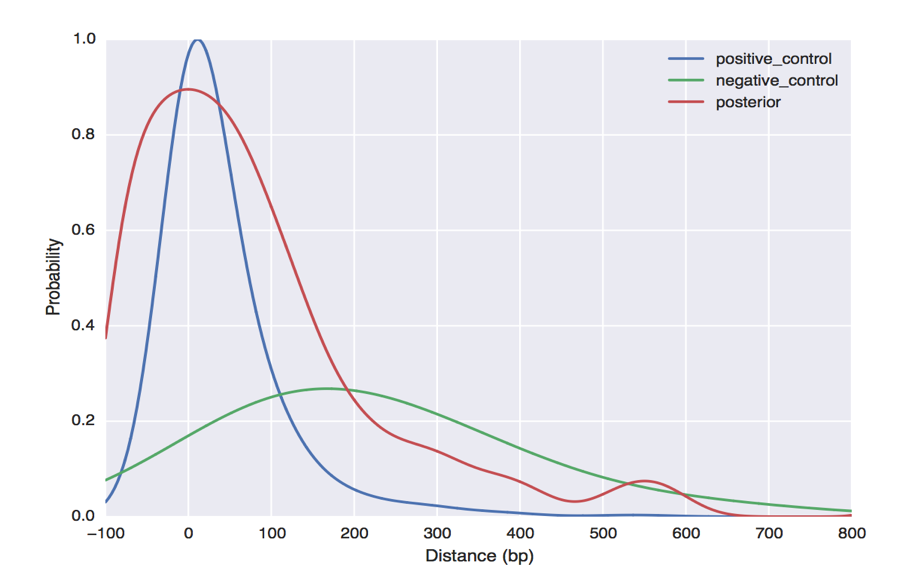 positive_control
negative_control
posterior
1.0
0.8
0.6
0.4
0.2
0.0
Probability
−100 0 100 200 300 400 500 600 700 800
Distance (bp)